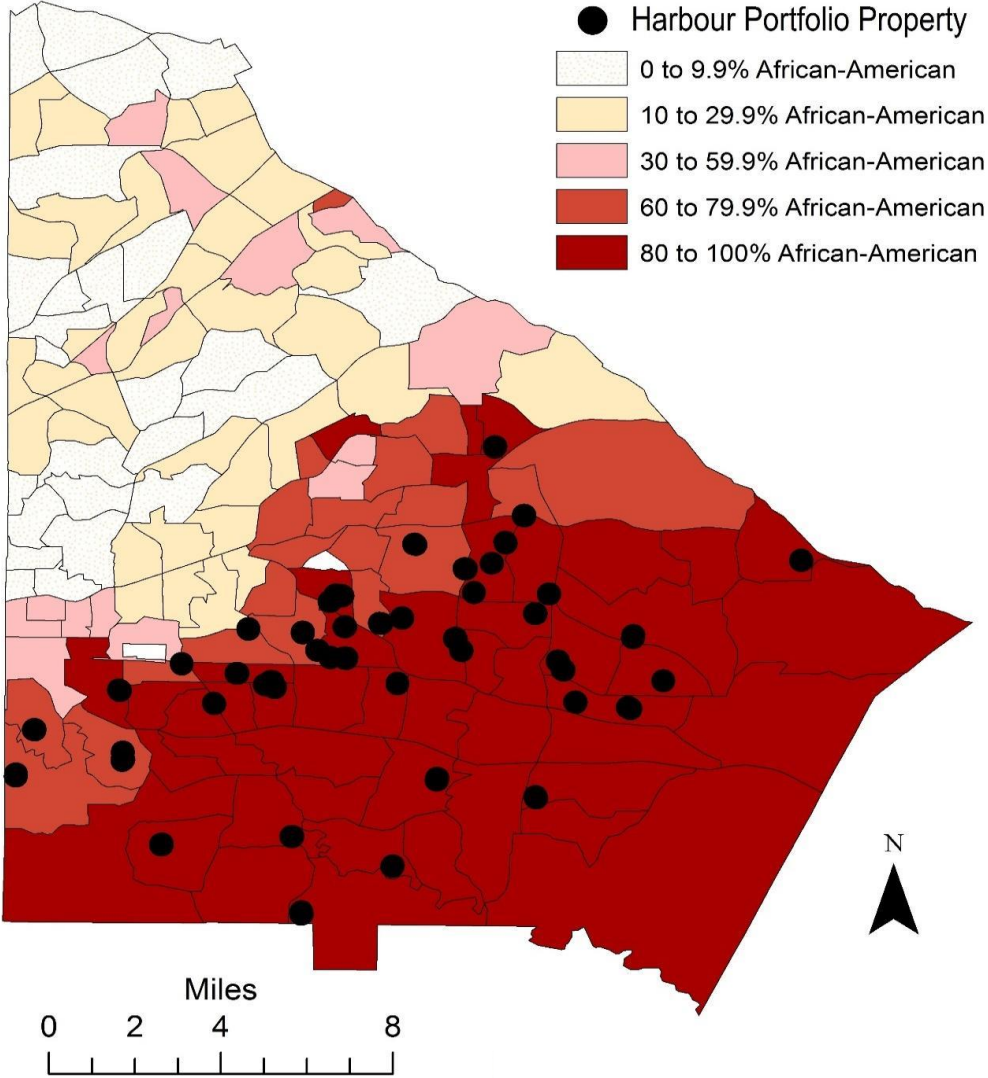 Harbour Portfolio Property
0 to 9.9% African-American
10 to 29.9% African-American
30 to 59.9% African-American
60 to 79.9% African-American
80 to 100% African-American
N
Miles
0 2 4 8